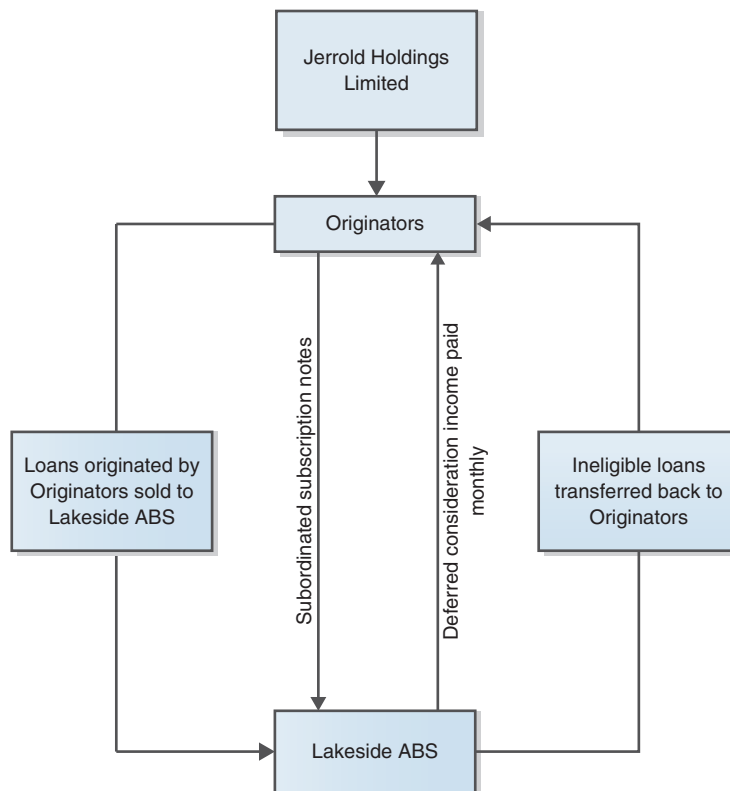 Jerrold Holdings
Limited
Originators
Loans originated by
Originators sold to
Lakeside ABS
Subordinated subscription notes
Deferred consideration income paid
monthly
Ineligible loans
transferred back to
Originators
Lakeside ABS